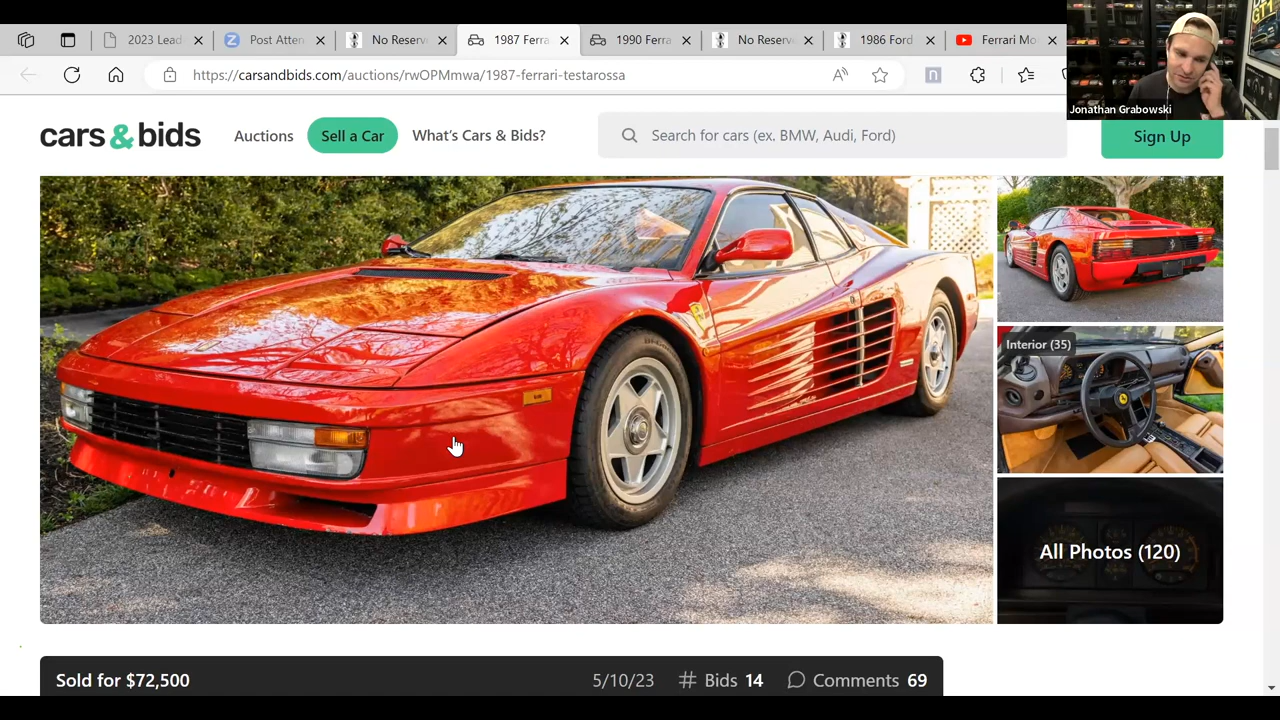 2023 Lead
Post Atten
No Reserve
1987 Ferra
1990 Ferra
No Reserve
1986 Ford
Ferrari Mo
https://carsandbids.com/auctions/rwOPMmwa/1987-ferrari-testarossa
GT1
Jonathan Grabowski
cars & bids
Auctions
Sell a Car
What's Cars & Bids?
Search for cars (ex. BMW, Audi, Ford)
Sign Up
Interior (35)
All Photos (120)
Sold for $72,500
5/10/23
# Bids 14
Comments 69